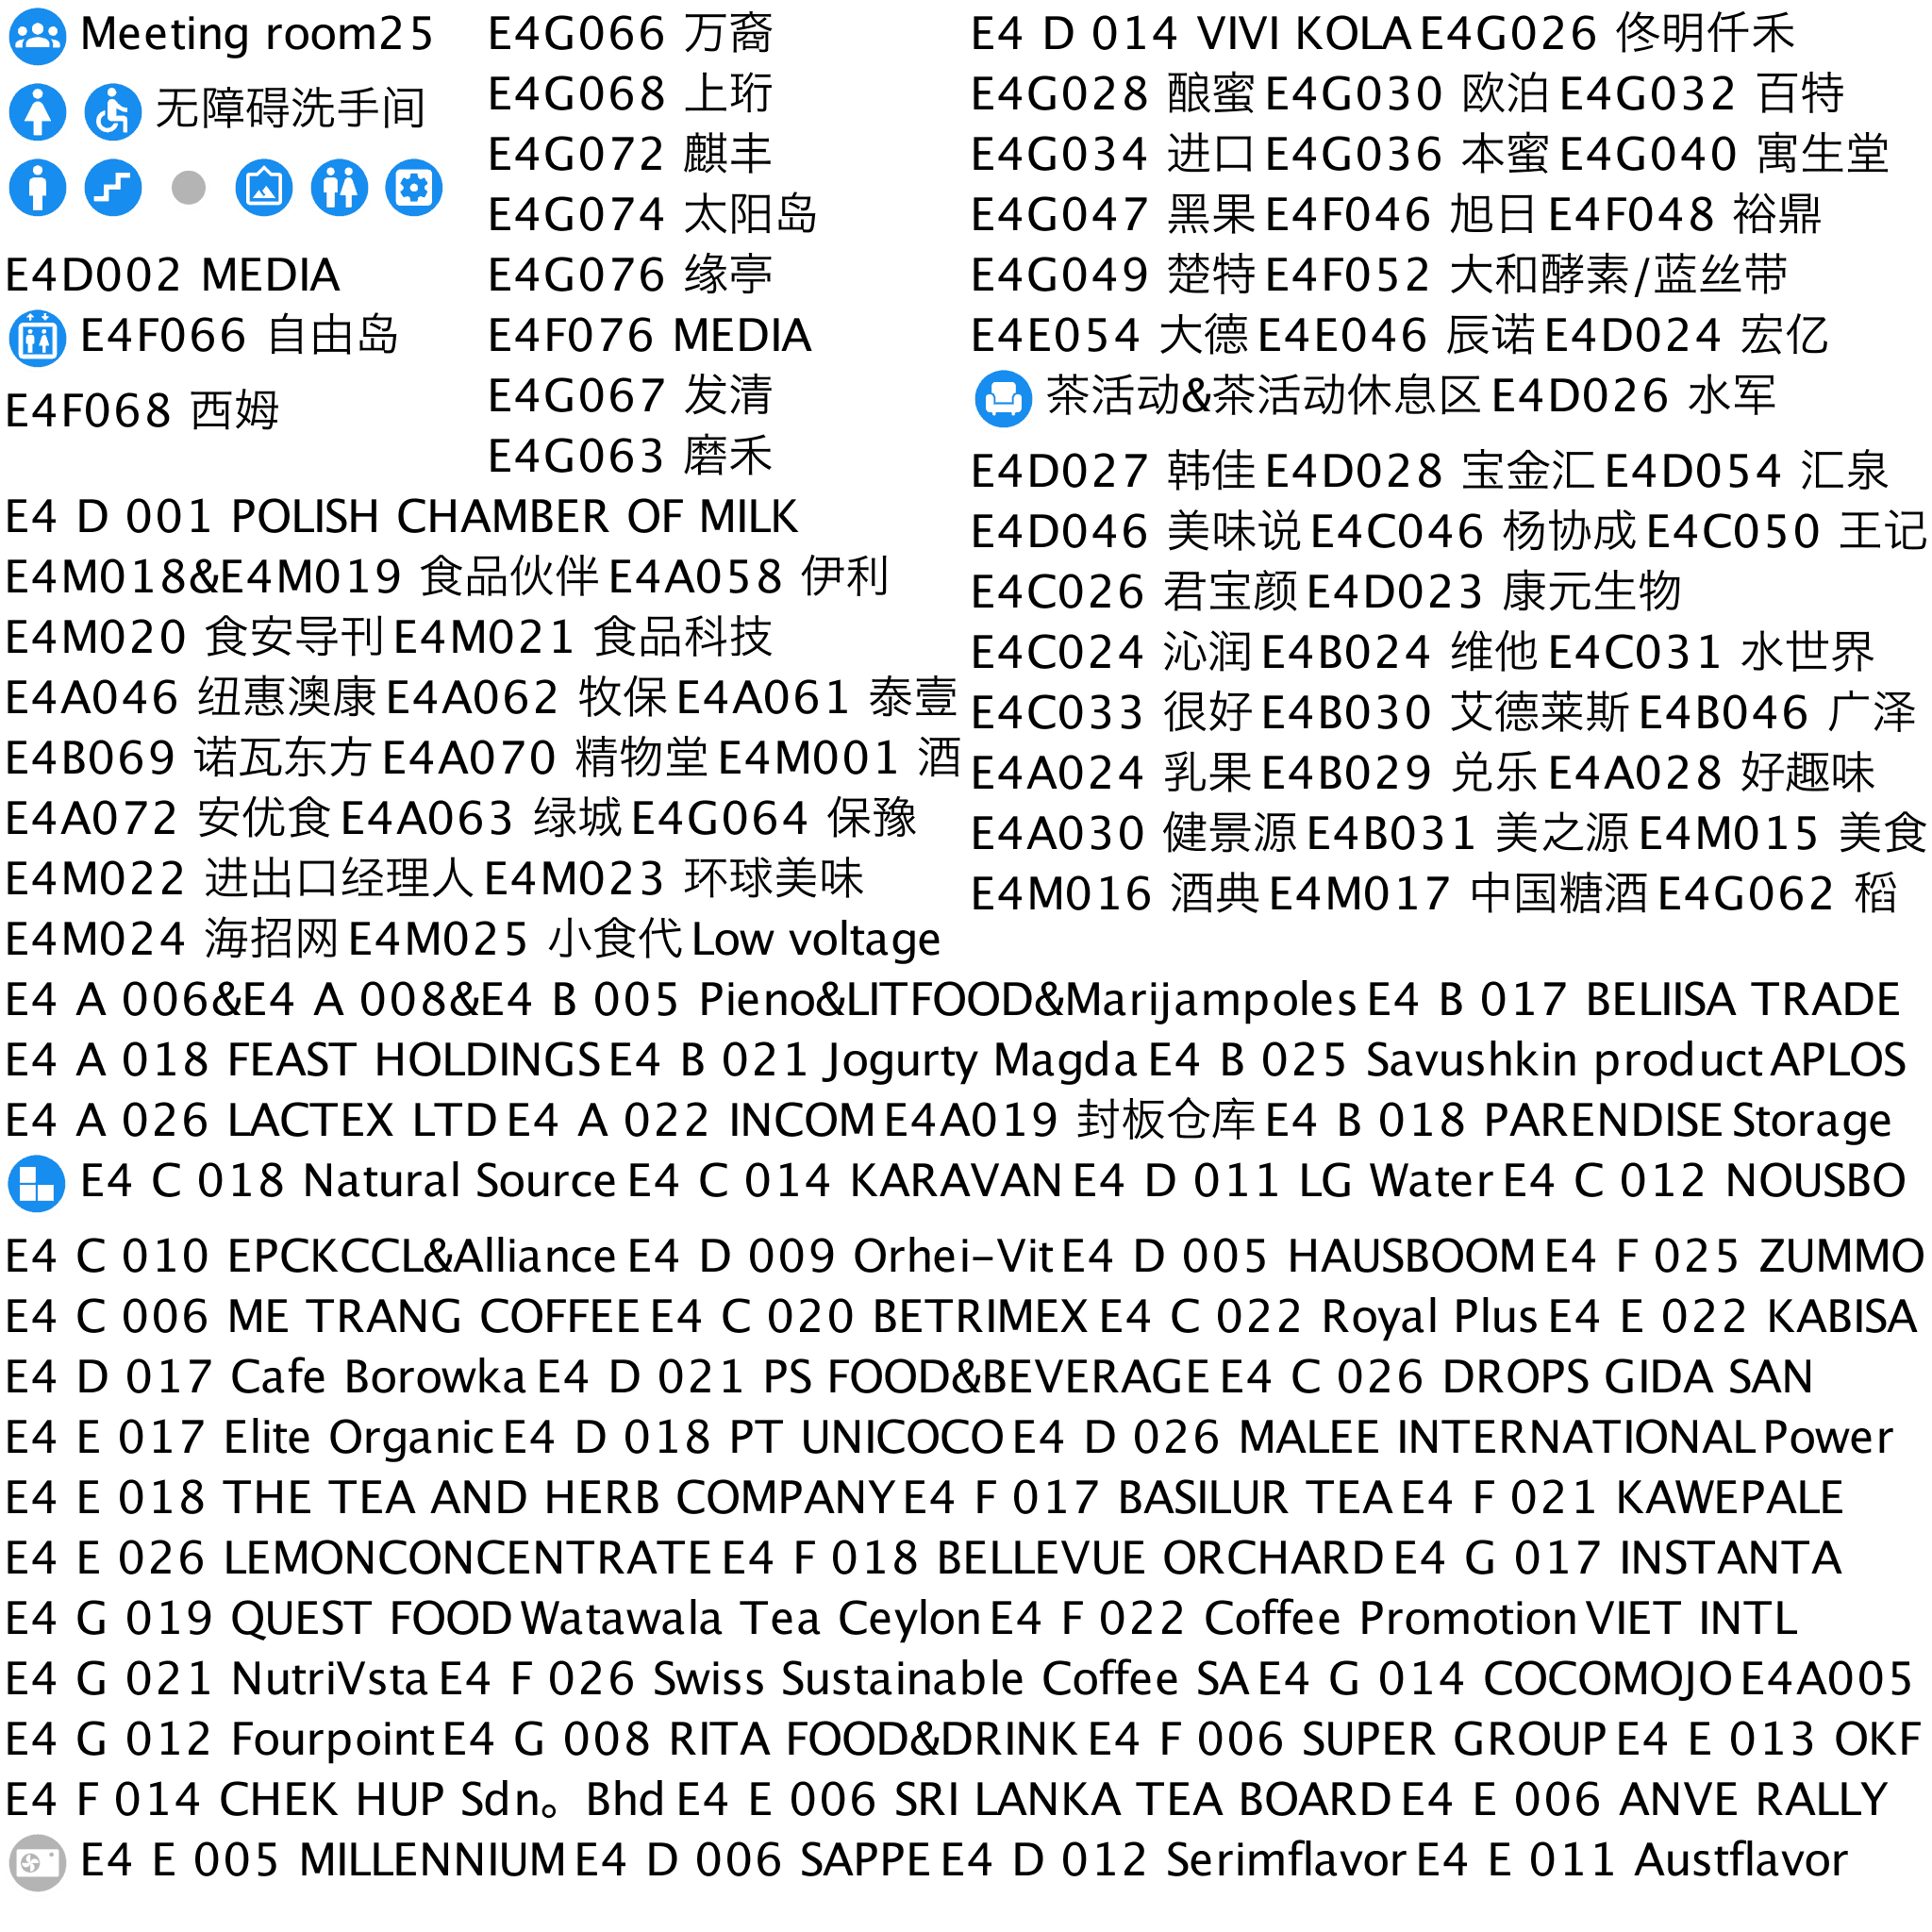 Meeting room25
无障碍洗手间
E4D002 MEDIA
E4F066 自由岛
E4F068 西姆
E4G066 万裔
E4G068 上珩
E4G072 麒丰
E4G074 太阳岛
E4G076 缘亭
E4F076 MEDIA
E4G067 发清
E4G063 磨禾
E4 D 001 POLISH CHAMBER OF MILK
E4M018&E4M019 食品伙伴 E4A058 伊利
E4M020 食安导刊 E4M021 食品科技
E4A046 纽惠澳康 E4A062 牧保 E4A061 泰壹
E4B069 诺瓦东方 E4A070 精物堂 E4M001 酒
E4A072 安优食 E4A063 绿城 E4G064 保豫
E4M022 进出口经理人 E4M023 环球美味
E4M024 海招网 E4M025 小食代 Low voltage
E4 D 014 VIVI KOLA E4G026 佟明仟禾
E4G028 酿蜜 E4G030 欧泊 E4G032 百特
E4G034 进口 E4G036 本蜜 E4G040 寓生堂
E4G047 黑果 E4F046 旭日 E4F048 裕鼎
E4G049 楚特 E4F052 大和酵素/蓝丝带
E4E054 大德 E4E046 辰诺 E4D024 宏亿
茶活动&茶活动休息区 E4D026 水军
E4D027 韩佳 E4D028 宝金汇 E4D054 汇泉
E4D046 美味说 E4C046 杨协成 E4C050 王记
E4C026 君宝颜 E4D023 康元生物
E4C024 沁润 E4B024 维他 E4C031 水世界
E4C033 很好 E4B030 艾德莱斯 E4B046 广泽
E4A024 乳果 E4B029 兑乐 E4A028 好趣味
E4A030 健景源 E4B031 美之源 E4M015 美食
E4M016 酒典 E4M017 中国糖酒 E4G062 稻
E4 A 006&E4 A 008&E4 B 005 Pieno&LITFOOD&Marijampoles E4 B 017 BELIISA TRADE
E4 A 018 FEAST HOLDINGS E4 B 021 Jogurty Magda E4 B 025 Savushkin product APLOS
E4 A 026 LACTEX LTD E4 A 022 INCOM E4A019 封板仓库 E4 B 018 PARENDISE Storage
E4 C 018 Natural Source E4 C 014 KARAVAN E4 D 011 LG Water E4 C 012 NOUSBO
E4 C 010 EPCKCCL&Alliance E4 D 009 Orhei-Vit E4 D 005 HAUSBOOM E4 F 025 ZUMMO
E4 C 006 ME TRANG COFFEE E4 C 020 BETRIMEX E4 C 022 Royal Plus E4 E 022 KABISA
E4 D 017 Cafe Borowka E4 D 021 PS FOOD&BEVERAGE E4 C 026 DROPS GIDA SAN
E4 E 017 Elite Organic E4 D 018 PT UNICOCO E4 D 026 MALEE INTERNATIONAL Power
E4 E 018 THE TEA AND HERB COMPANY E4 F 017 BASILUR TEA E4 F 021 KAWEPALE
E4 E 026 LEMONCONCENTRATE E4 F 018 BELLEVUE ORCHARD E4 G 017 INSTANTA
E4 G 019 QUEST FOOD Watawala Tea Ceylon E4 F 022 Coffee Promotion VIET INTL
E4 G 021 NutriVsta E4 F 026 Swiss Sustainable Coffee SA E4 G 014 COCOMOJO E4A005
E4 G 012 Fourpoint E4 G 008 RITA FOOD&DRINK E4 F 006 SUPER GROUP E4 E 013 OKF
E4 F 014 CHEK HUP Sdn。Bhd E4 E 006 SRI LANKA TEA BOARD E4 E 006 ANVE RALLY
E4 E 005 MILLENNIUM E4 D 006 SAPPE E4 D 012 Serimflavor E4 E 011 Austflavor